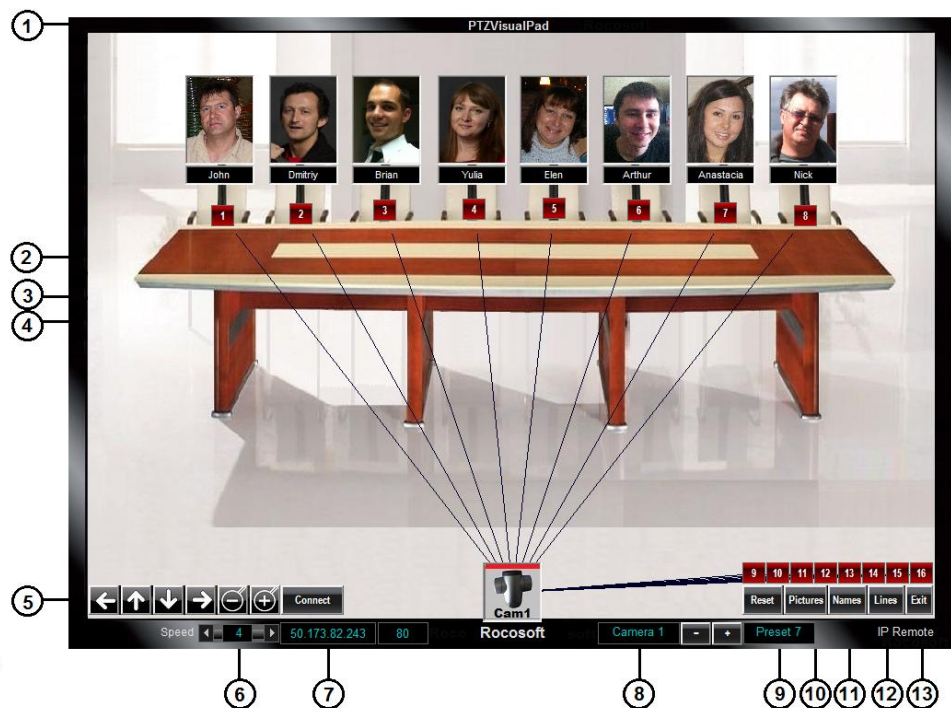 1 PTZVisualPad Rocosoft
John Dmitriy Brian Yulia Elen Arthur Anastacia Nick
1 2 3 4 5 6 7 8
2
3
4
9 10 11 12 13 14 15 16
5 Connect Cam1 Reset Pictures Names Lines Exit
Speed 4 50.173.82.243 80 Roco Rocosoft soft Camera 1 - + Preset 7 IP Remote
6 7 8 9 10 11 12 13